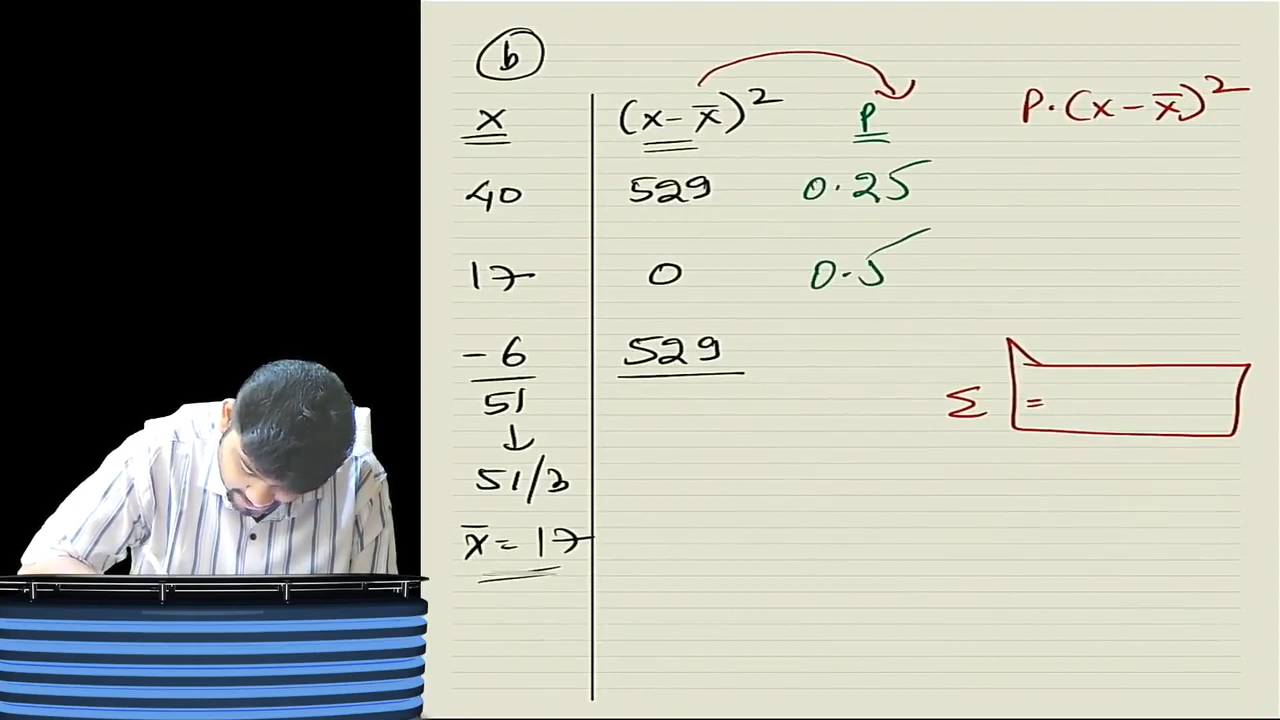 b
x (x-x̄)² P P·(x-x̄)²
40 529 0.25
17 0 0.5
-6 529
51 Σ =
↓
51/3
x̄ = 17